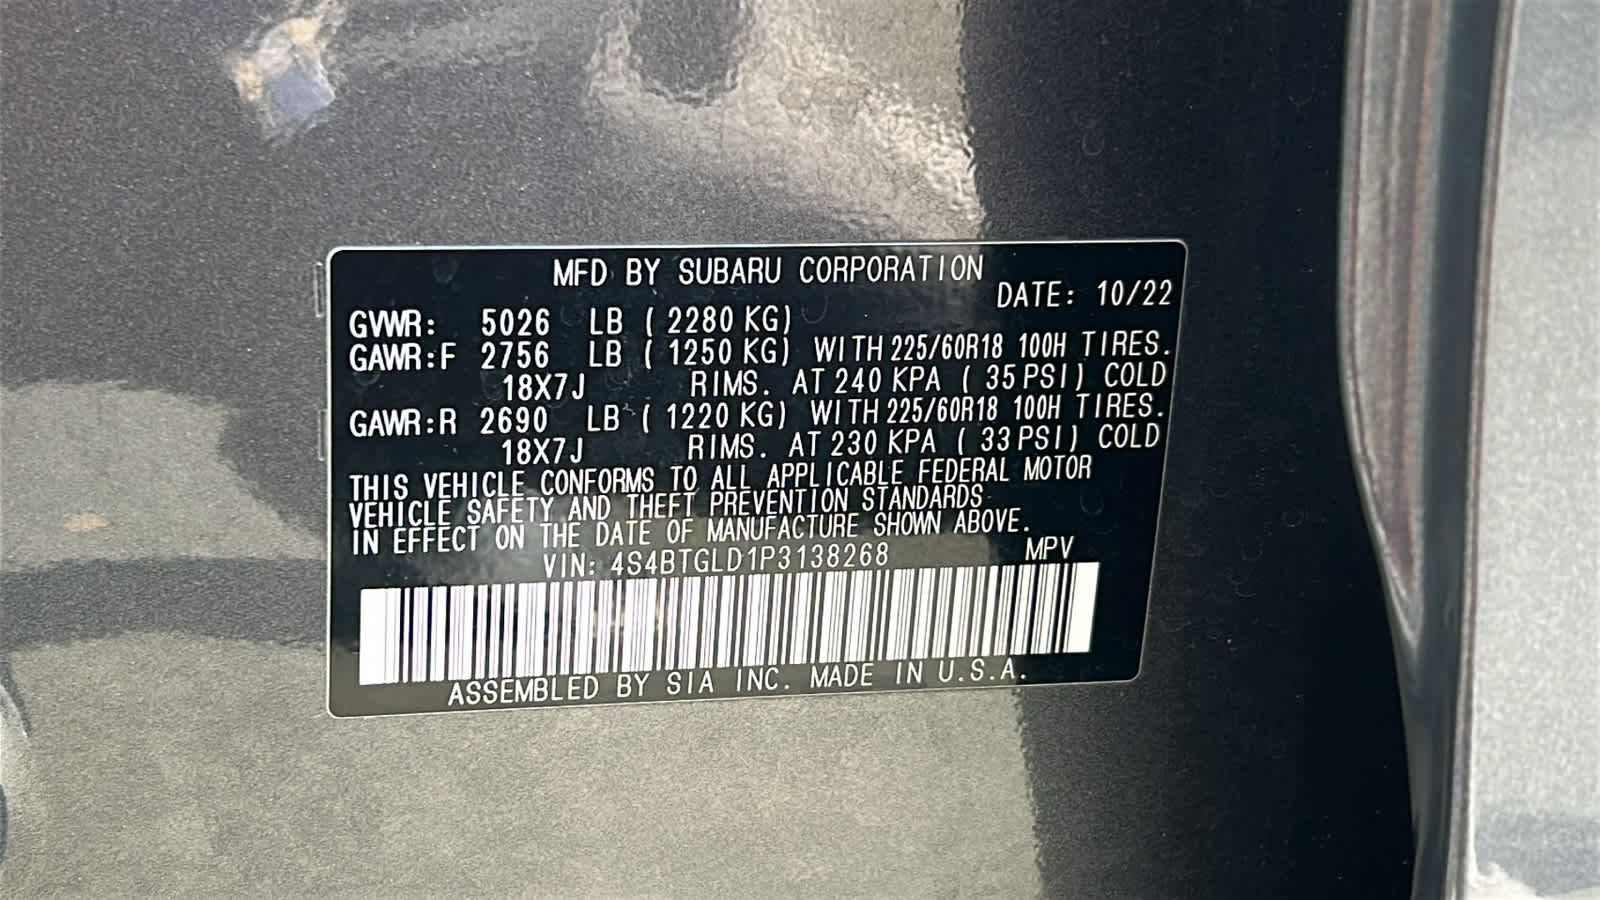 MFD BY SUBARU CORPORATION
DATE: 10/22
GVWR: 5026 LB ( 2280 KG)
GAWR:F 2756 LB ( 1250 KG) WITH 225/60R18 100H TIRES.
18X7J RIMS. AT 240 KPA ( 35 PSI) COLD
GAWR:R 2690 LB ( 1220 KG) WITH 225/60R18 100H TIRES.
18X7J RIMS. AT 230 KPA ( 33 PSI) COLD
THIS VEHICLE CONFORMS TO ALL APPLICABLE FEDERAL MOTOR
VEHICLE SAFETY AND THEFT PREVENTION STANDARDS
IN EFFECT ON THE DATE OF MANUFACTURE SHOWN ABOVE.
VIN: 4S4BTGLD1P3138268 MPV
ASSEMBLED BY SIA INC. MADE IN U.S.A.